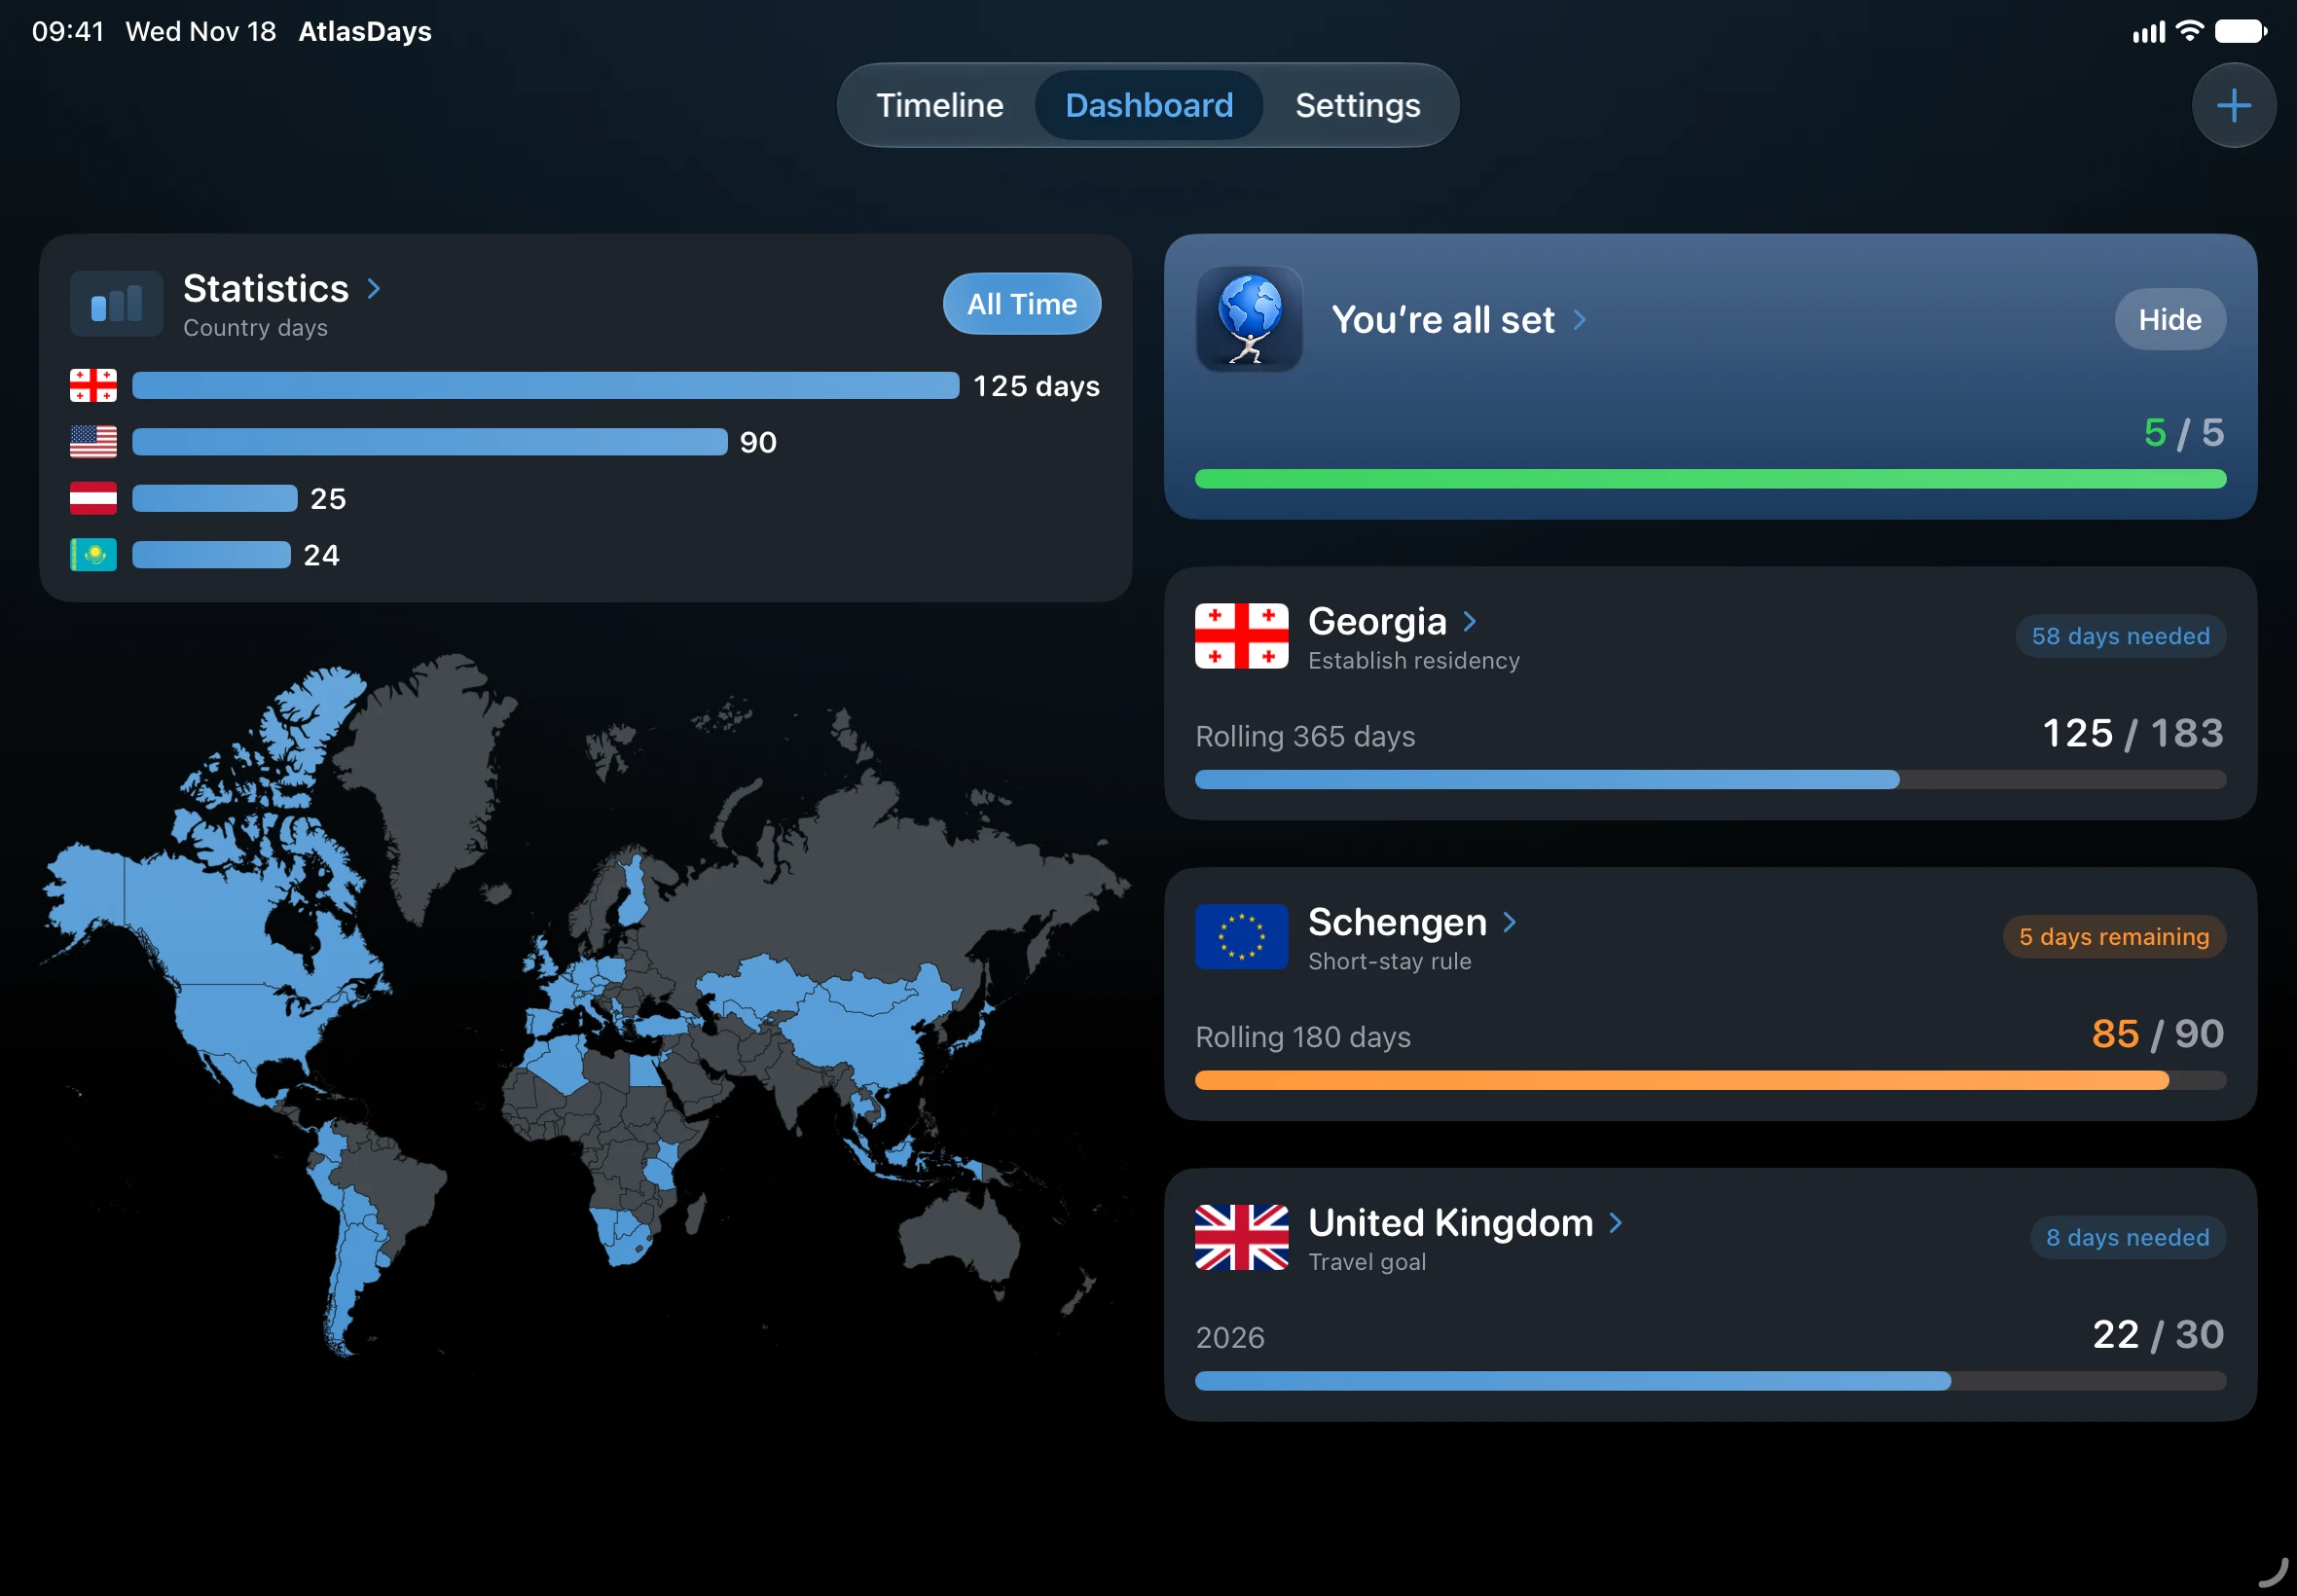 09:41 Wed Nov 18 AtlasDays
Timeline Dashboard Settings
Statistics
Country days
All Time
125 days
90
25
24
You're all set
Hide
5 / 5
Georgia
Establish residency
58 days needed
Rolling 365 days
125 / 183
Schengen
Short-stay rule
5 days remaining
Rolling 180 days
85 / 90
United Kingdom
Travel goal
8 days needed
2026
22 / 30